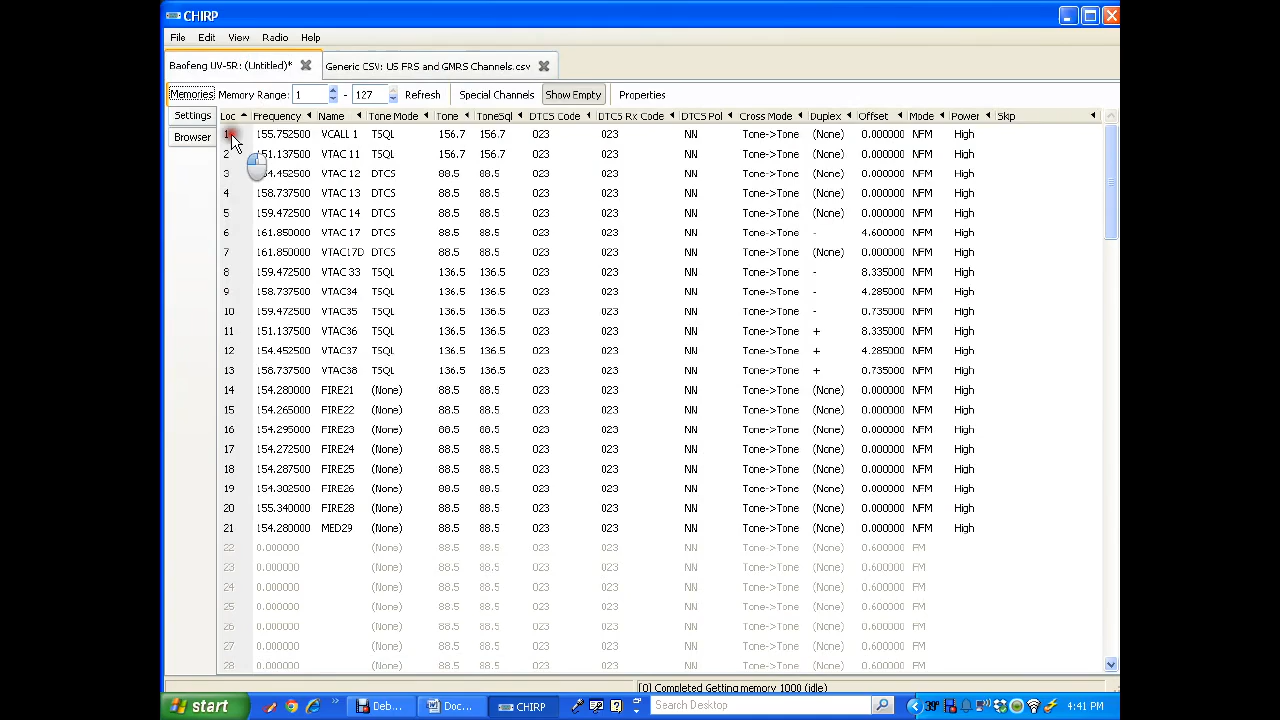 CHIRP
File Edit View Radio Help
Baofeng UV-5R: (Untitled)* Generic CSV: US FRS and GMRS Channels.csv
Memories Memory Range: 1 - 127 Refresh Special Channels Show Empty Properties
Settings
Browser
Loc Frequency Name Tone Mode Tone ToneSql DTCS Code DTCS Rx Code DTCS Pol Cross Mode Duplex Offset Mode Power Skip
1 155.752500 VCALL 1 TSQL 156.7 156.7 023 023 NN Tone->Tone (None) 0.000000 NFM High
2 151.137500 VTAC 11 TSQL 156.7 156.7 023 023 NN Tone->Tone (None) 0.000000 NFM High
3 154.452500 VTAC 12 DTCS 88.5 88.5 023 023 NN Tone->Tone (None) 0.000000 NFM High
4 158.737500 VTAC 13 DTCS 88.5 88.5 023 023 NN Tone->Tone (None) 0.000000 NFM High
5 159.472500 VTAC 14 DTCS 88.5 88.5 023 023 NN Tone->Tone (None) 0.000000 NFM High
6 161.850000 VTAC 17 DTCS 88.5 88.5 023 023 NN Tone->Tone - 4.600000 NFM High
7 161.850000 VTAC17D DTCS 88.5 88.5 023 023 NN Tone->Tone (None) 0.000000 NFM High
8 159.472500 VTAC 33 TSQL 136.5 136.5 023 023 NN Tone->Tone - 8.335000 NFM High
9 158.737500 VTAC34 TSQL 136.5 136.5 023 023 NN Tone->Tone - 4.285000 NFM High
10 159.472500 VTAC35 TSQL 136.5 136.5 023 023 NN Tone->Tone - 0.735000 NFM High
11 151.137500 VTAC36 TSQL 136.5 136.5 023 023 NN Tone->Tone + 8.335000 NFM High
12 154.452500 VTAC37 TSQL 136.5 136.5 023 023 NN Tone->Tone + 4.285000 NFM High
13 158.737500 VTAC38 TSQL 136.5 136.5 023 023 NN Tone->Tone + 0.735000 NFM High
14 154.280000 FIRE21 (None) 88.5 88.5 023 023 NN Tone->Tone (None) 0.000000 NFM High
15 154.265000 FIRE22 (None) 88.5 88.5 023 023 NN Tone->Tone (None) 0.000000 NFM High
16 154.295000 FIRE23 (None) 88.5 88.5 023 023 NN Tone->Tone (None) 0.000000 NFM High
17 154.272500 FIRE24 (None) 88.5 88.5 023 023 NN Tone->Tone (None) 0.000000 NFM High
18 154.287500 FIRE25 (None) 88.5 88.5 023 023 NN Tone->Tone (None) 0.000000 NFM High
19 154.302500 FIRE26 (None) 88.5 88.5 023 023 NN Tone->Tone (None) 0.000000 NFM High
20 155.340000 FIRE28 (None) 88.5 88.5 023 023 NN Tone->Tone (None) 0.000000 NFM High
21 154.280000 MED29 (None) 88.5 88.5 023 023 NN Tone->Tone (None) 0.000000 NFM High
22 0.000000 (None) 88.5 88.5 023 023 NN Tone->Tone (None) 0.600000 FM
23 0.000000 (None) 88.5 88.5 023 023 NN Tone->Tone (None) 0.600000 FM
24 0.000000 (None) 88.5 88.5 023 023 NN Tone->Tone (None) 0.600000 FM
25 0.000000 (None) 88.5 88.5 023 023 NN Tone->Tone (None) 0.600000 FM
26 0.000000 (None) 88.5 88.5 023 023 NN Tone->Tone (None) 0.600000 FM
27 0.000000 (None) 88.5 88.5 023 023 NN Tone->Tone (None) 0.600000 FM
28 0.000000 (None) 88.5 88.5 023 023 NN Tone->Tone (None) 0.600000 FM
[0] Completed Getting memory 1000 (idle)
start Deb... Doc... CHIRP Search Desktop 39° 4:41 PM